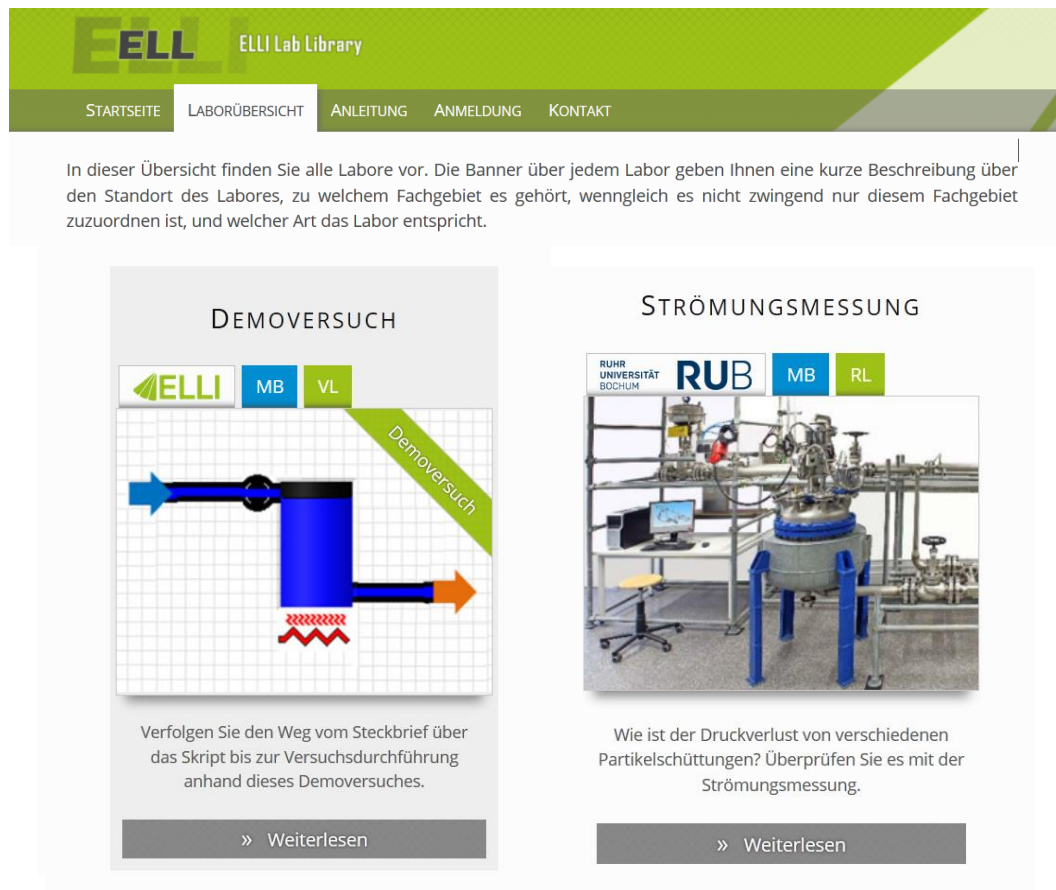 ELL
ELLI Lab Library
STARTSEITE LABORÜBERSICHT ANLEITUNG ANMELDUNG KONTAKT
In dieser Übersicht finden Sie alle Labore vor. Die Banner über jedem Labor geben Ihnen eine kurze Beschreibung über
den Standort des Labores, zu welchem Fachgebiet es gehört, wenngleich es nicht zwingend nur diesem Fachgebiet
zuzuordnen ist, und welcher Art das Labor entspricht.
DEMOVERSUCH
ELLI MB VL
Demoversuch
Verfolgen Sie den Weg vom Steckbrief über
das Skript bis zur Versuchsdurchführung
anhand dieses Demoversuches.
» Weiterlesen
STRÖMUNGSMESSUNG
RUHR
UNIVERSITÄT
BOCHUM
RUB MB RL
Wie ist der Druckverlust von verschiedenen
Partikelschüttungen? Überprüfen Sie es mit der
Strömungsmessung.
» Weiterlesen